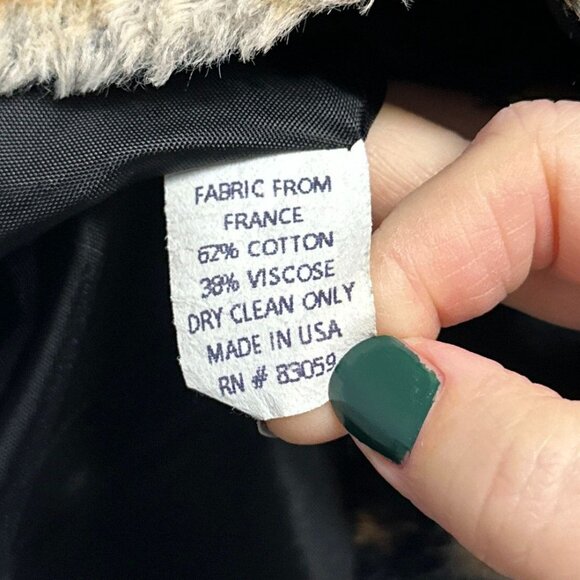 FABRIC FROM
FRANCE
62% COTTON
38% VISCOSE
DRY CLEAN ONLY
MADE IN USA
RN # 83059